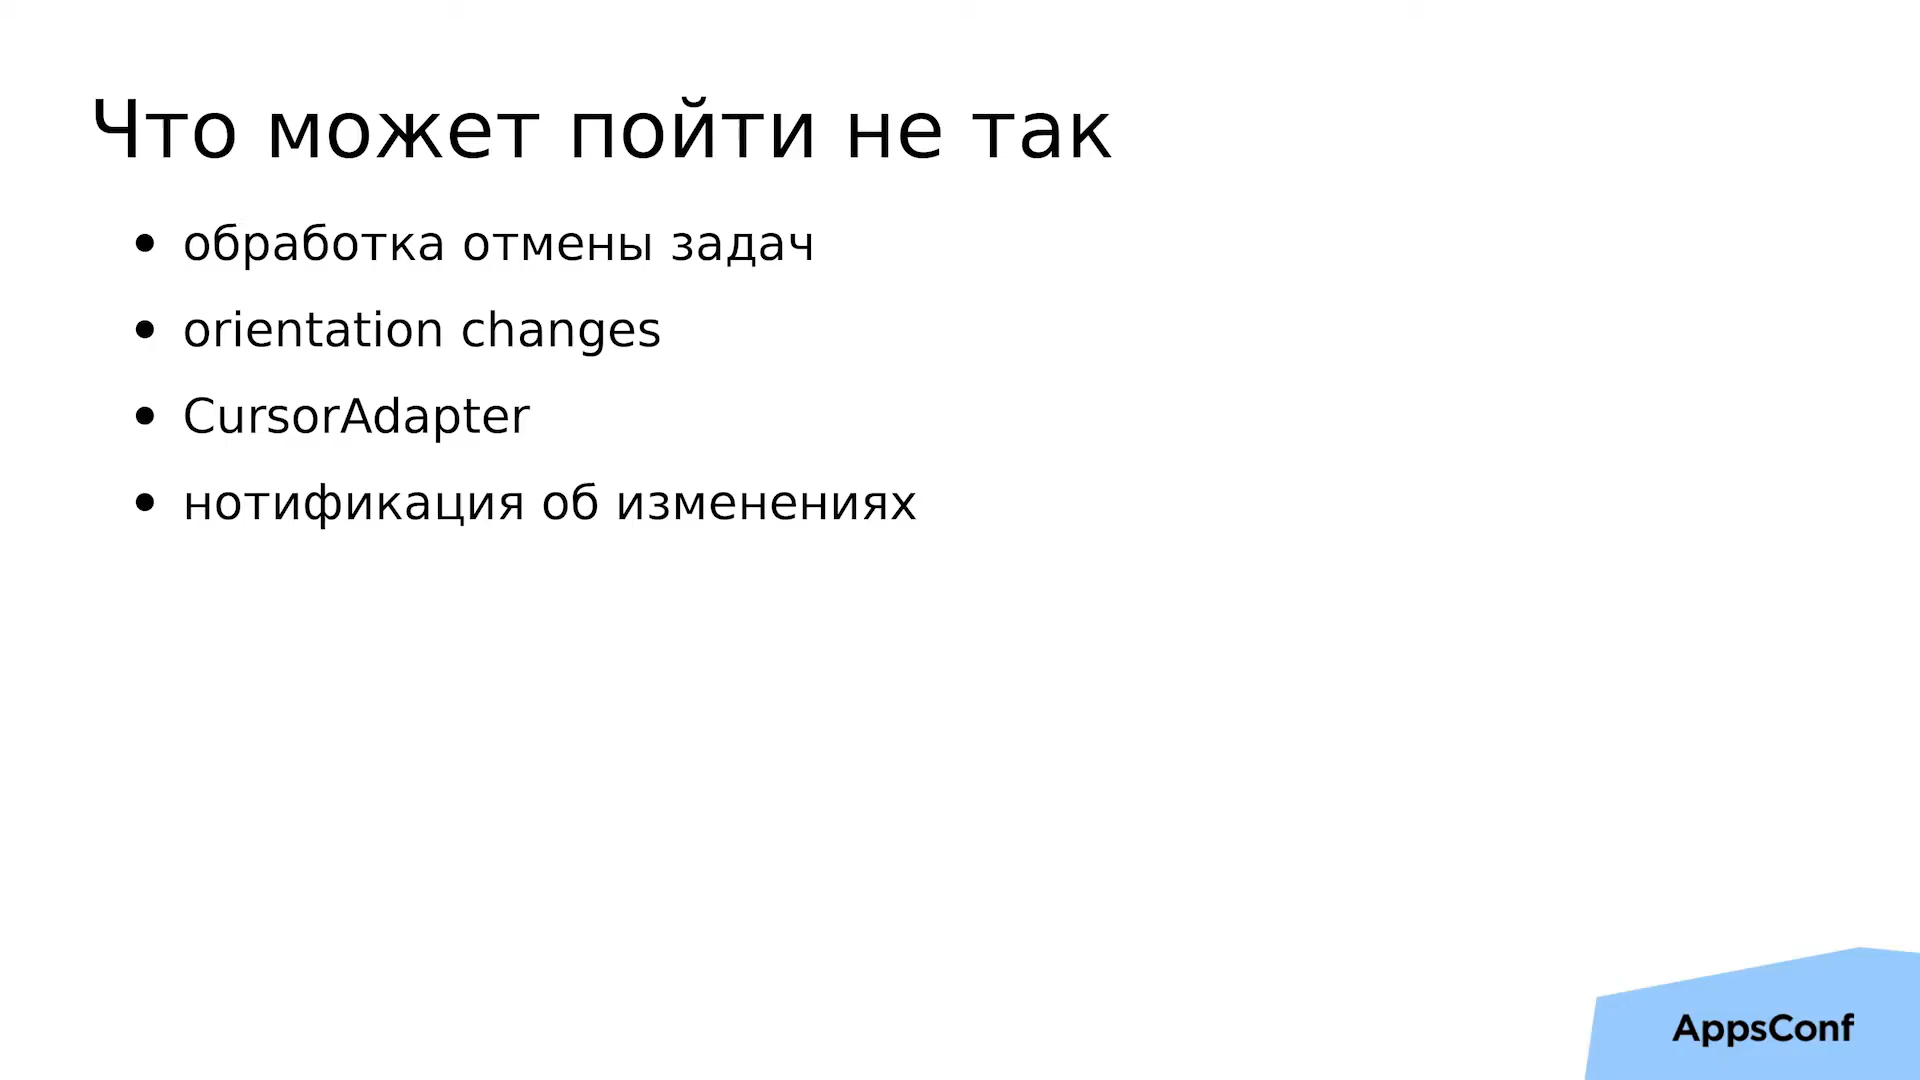 Что может пойти не так
• обработка отмены задач
• orientation changes
• CursorAdapter
• нотификация об изменениях
AppsConf